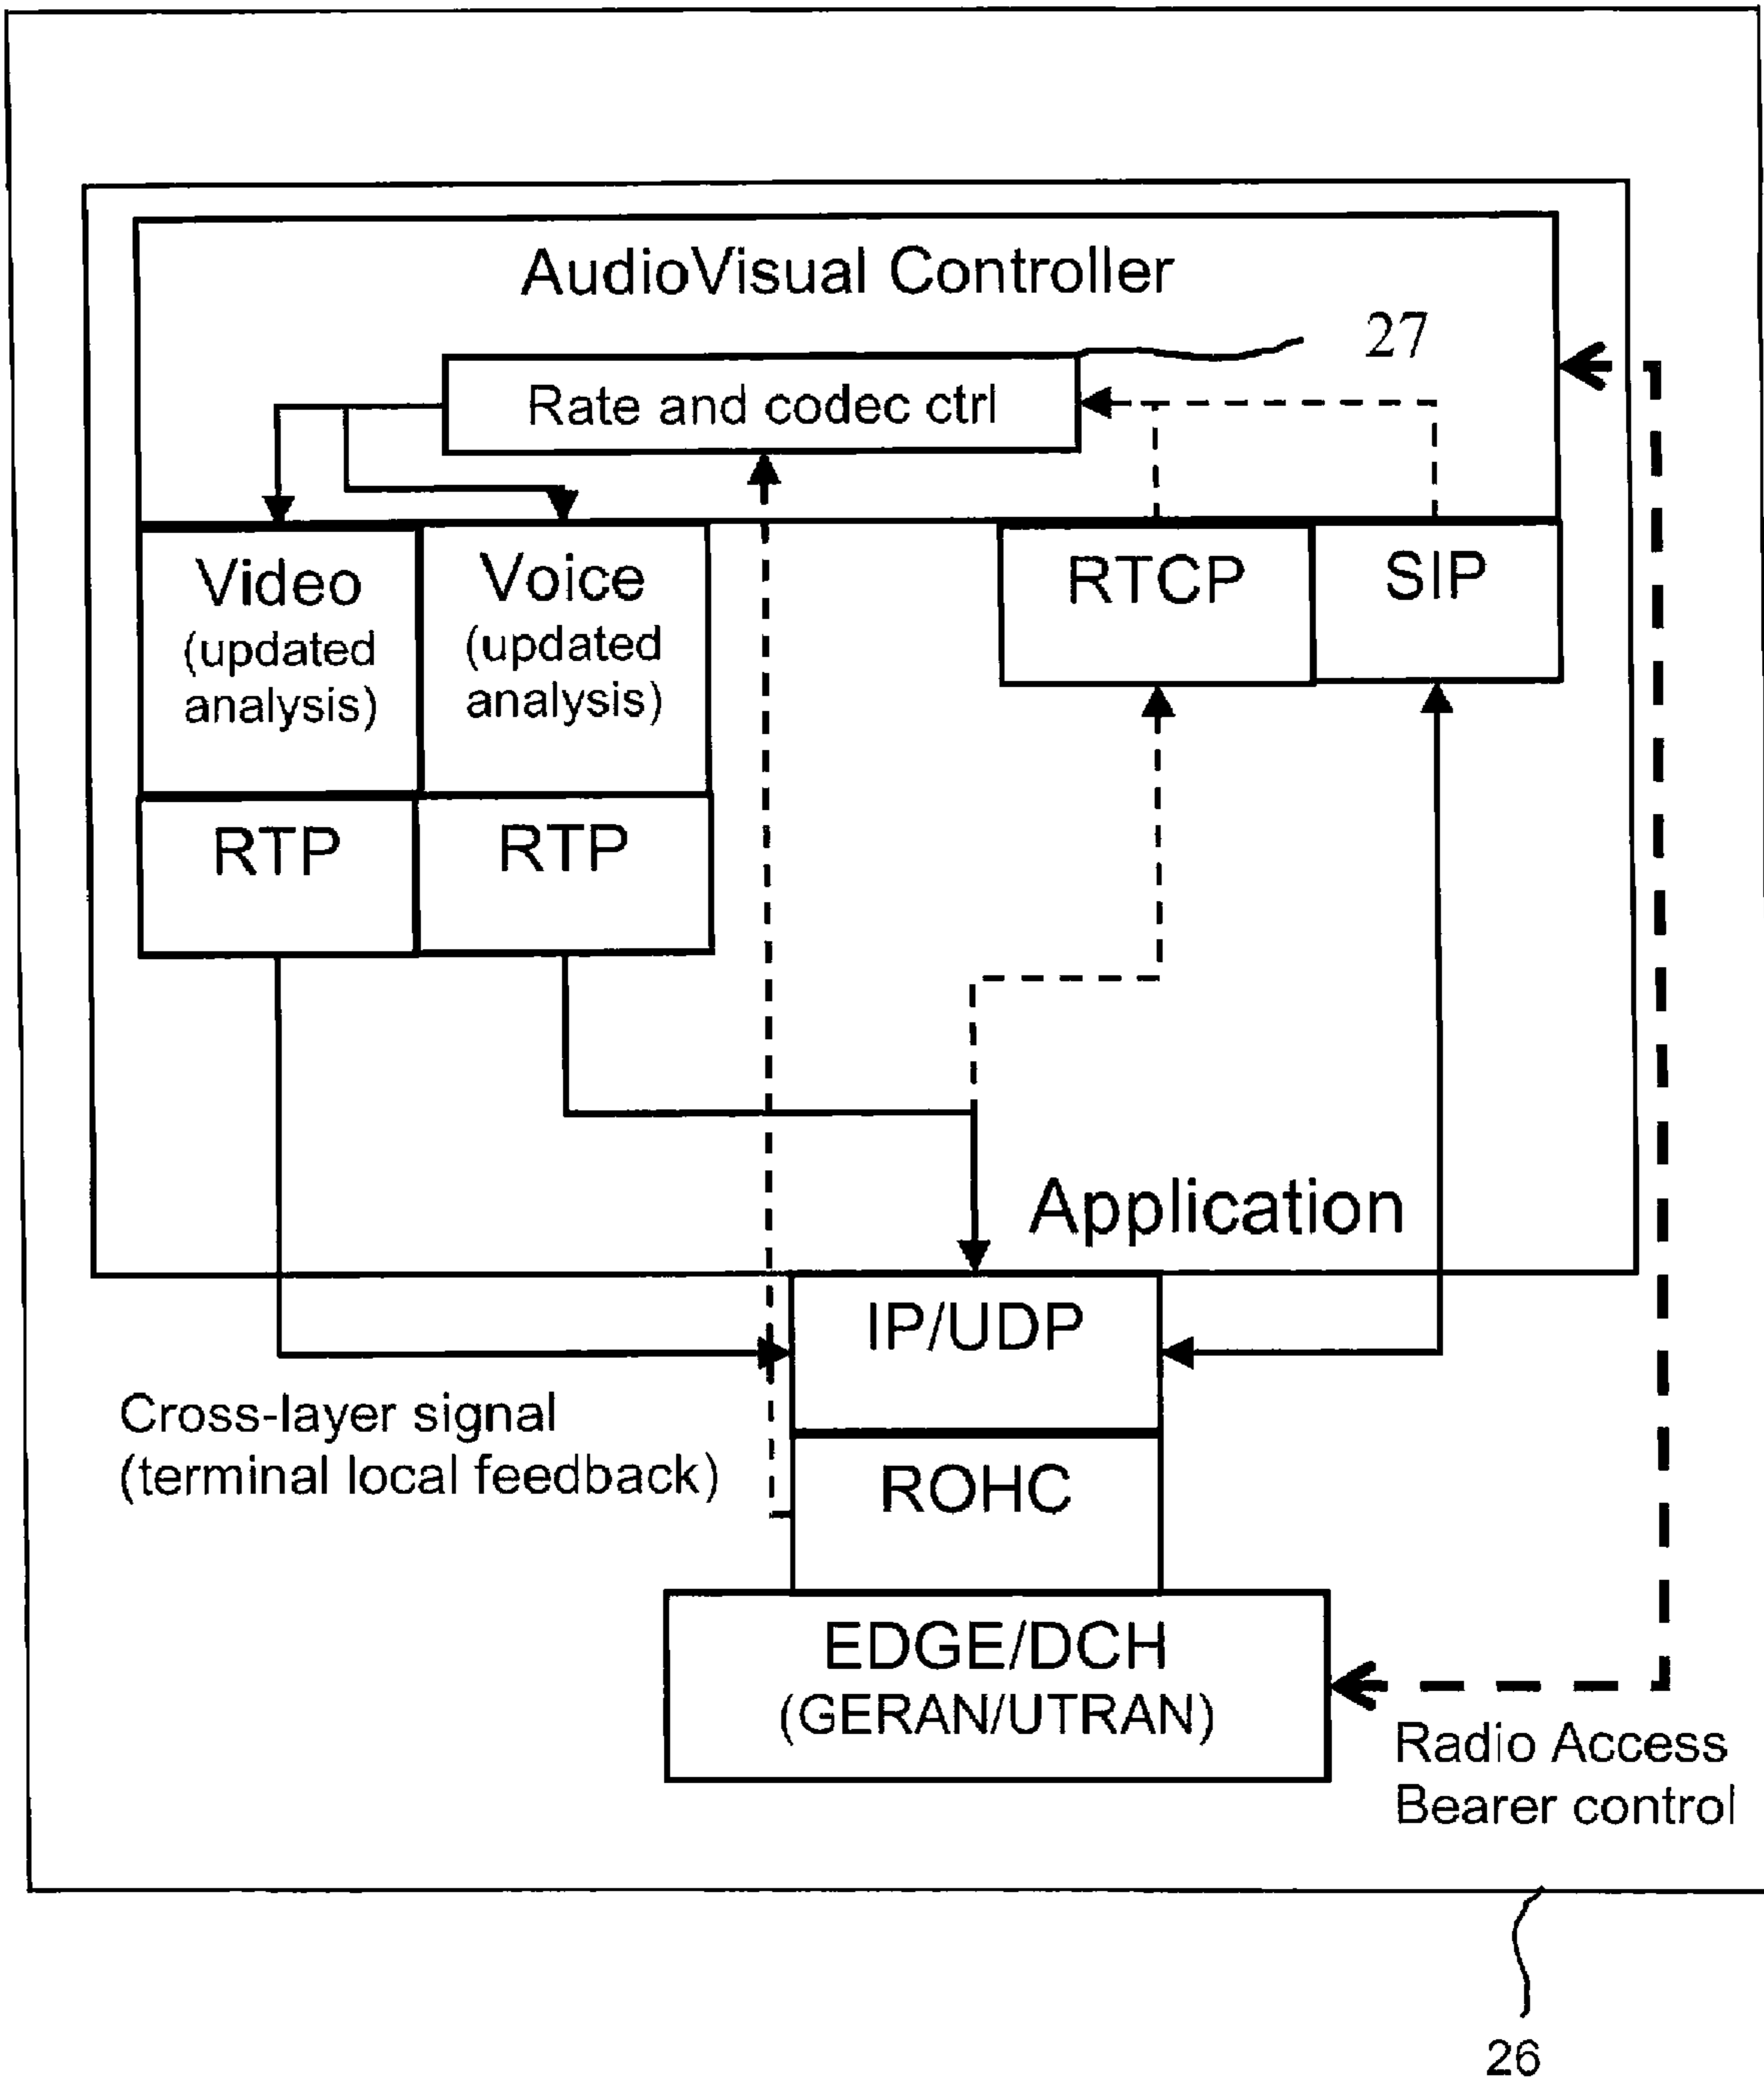 AudioVisual Controller
27
Rate and codec ctrl
Video
(updated
analysis)
Voice
(updated
analysis)
RTCP
SIP
RTP
RTP
Application
IP/UDP
Cross-layer signal
(terminal local feedback)
ROHC
EDGE/DCH
(GERAN/UTRAN)
Radio Access
Bearer control
26